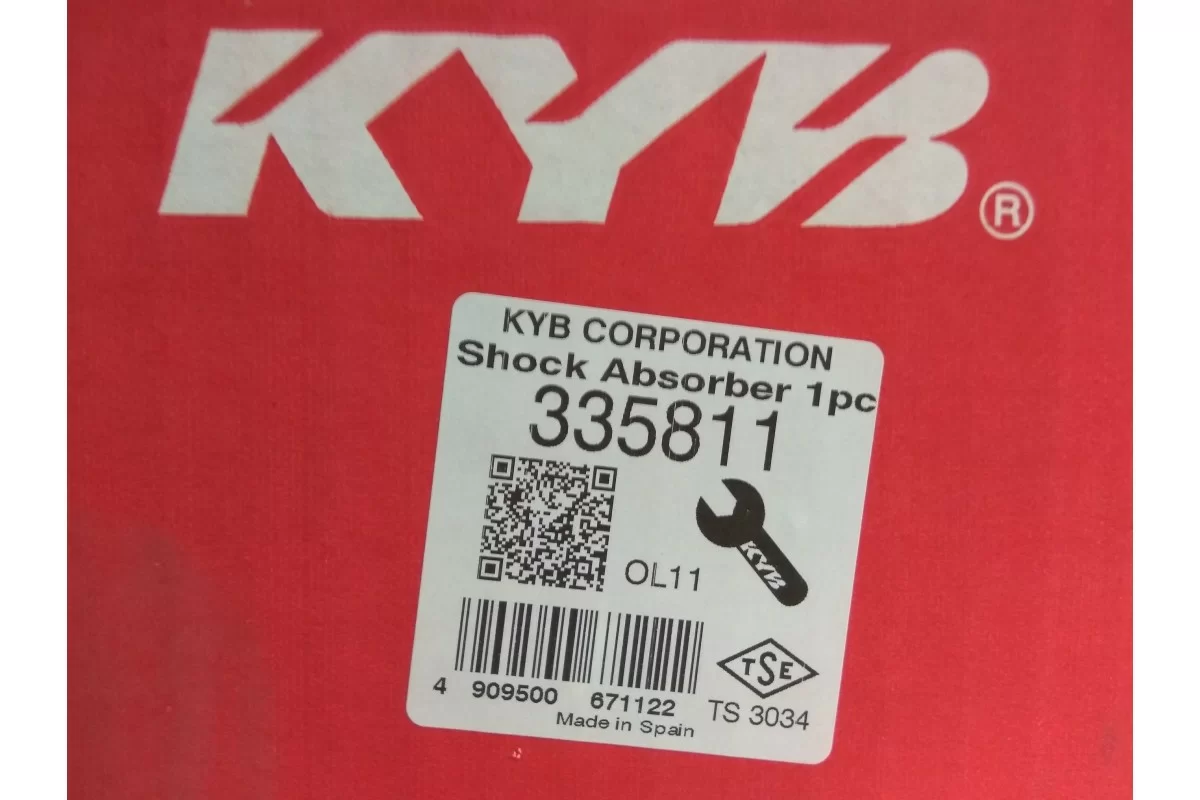 KYB®
KYB CORPORATION
Shock Absorber 1pc
335811
KYB
OL11
TSE
4 909500 671122
TS 3034
Made in Spain